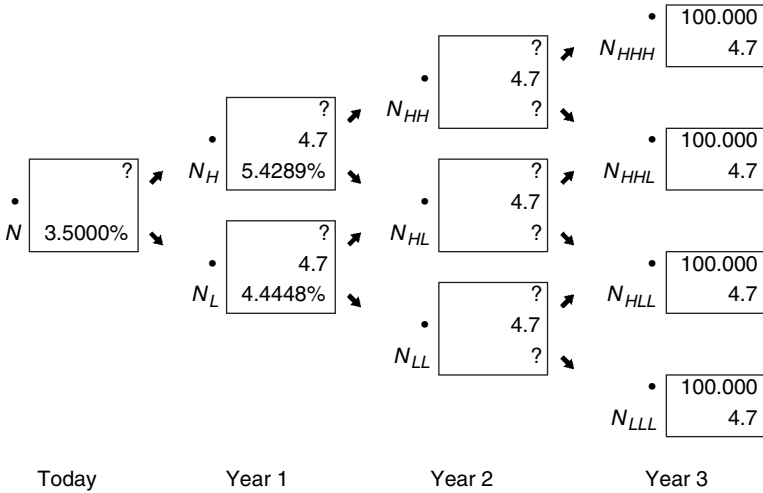 100.000
N_HHH 4.7
?
4.7
N_HH ?
?
4.7
N_H 5.4289%
100.000
N_HHL 4.7
?
N 3.5000%
?
4.7
N_HL ?
?
4.7
N_L 4.4448%
100.000
N_HLL 4.7
?
4.7
N_LL ?
100.000
N_LLL 4.7
Today Year 1 Year 2 Year 3